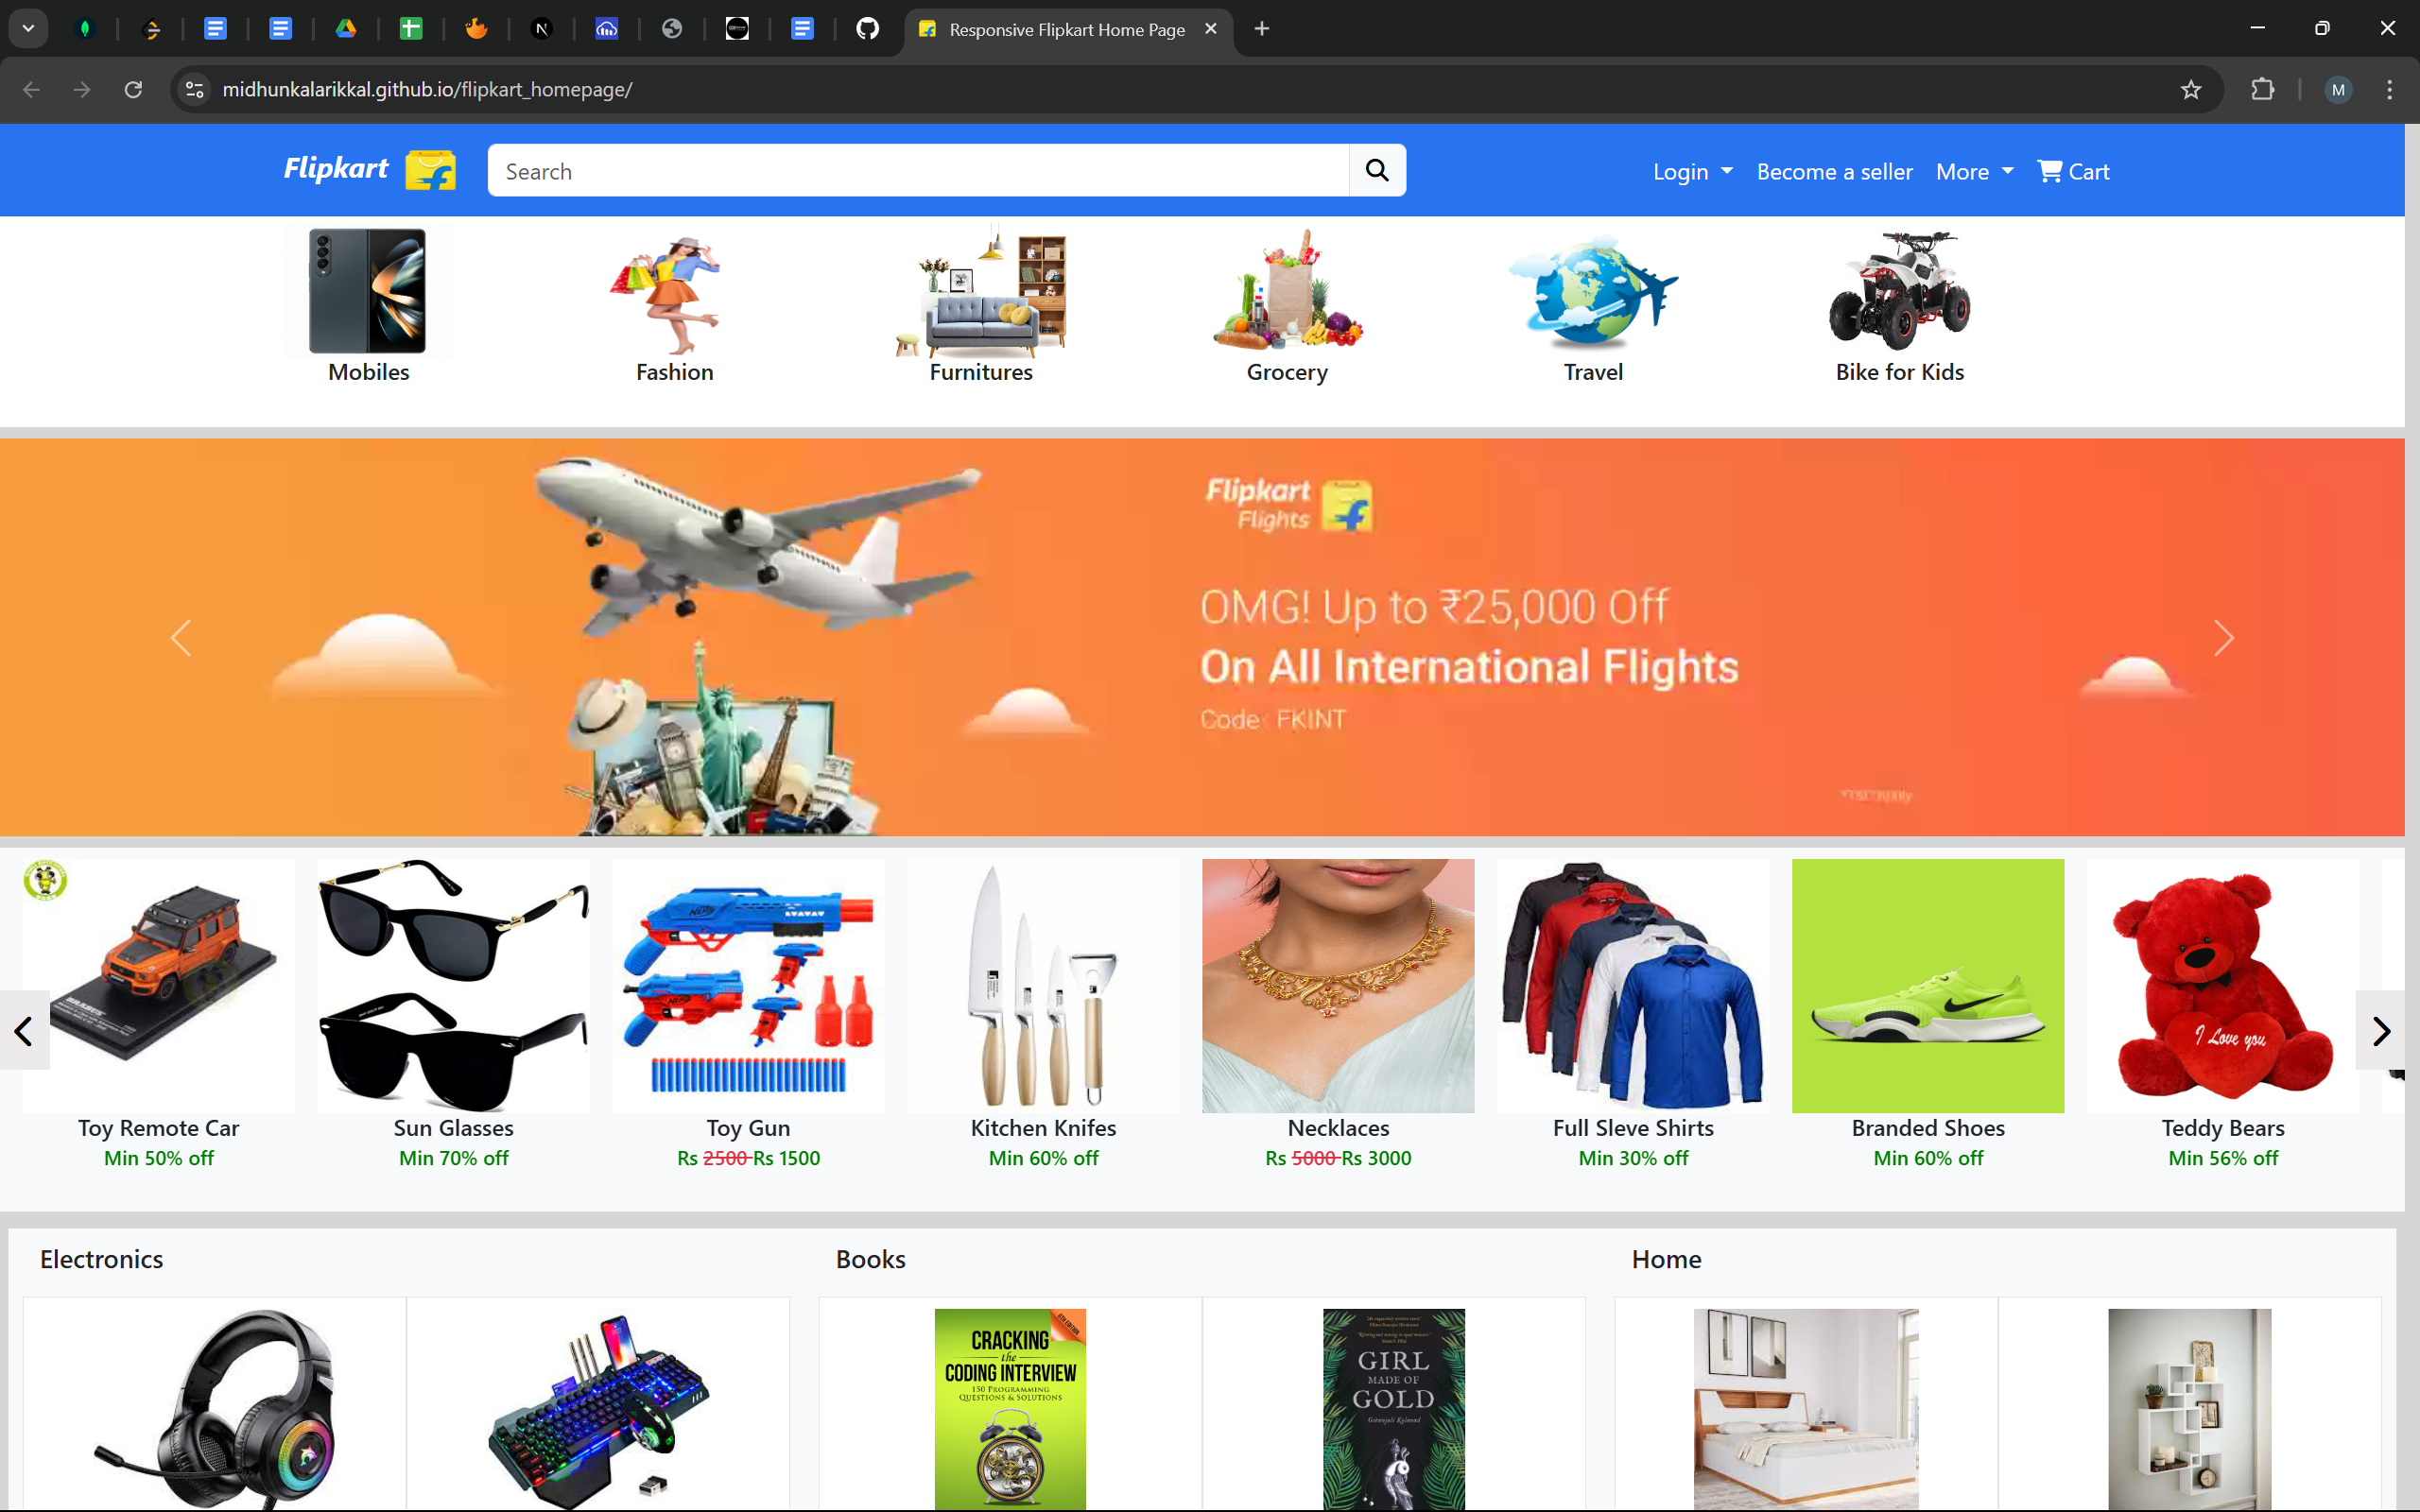 Responsive Flipkart Home Page
midhunkalarikkal.github.io/flipkart_homepage/
M
Flipkart
Search
Login
Become a seller
More
Cart
Mobiles
Fashion
Furnitures
Grocery
Travel
Bike for Kids
Flipkart
Flights
OMG! Up to ₹25,000 Off
On All International Flights
Code: FKINT
I Love you
Toy Remote Car
Sun Glasses
Toy Gun
Kitchen Knifes
Necklaces
Full Sleve Shirts
Branded Shoes
Teddy Bears
Min 50% off
Min 70% off
Rs 2500 Rs 1500
Min 60% off
Rs 5000 Rs 3000
Min 30% off
Min 60% off
Min 56% off
Electronics
Books
Home
CRACKING
the
CODING INTERVIEW
150 PROGRAMMING
QUESTIONS & SOLUTIONS
GIRL
MADE OF
GOLD